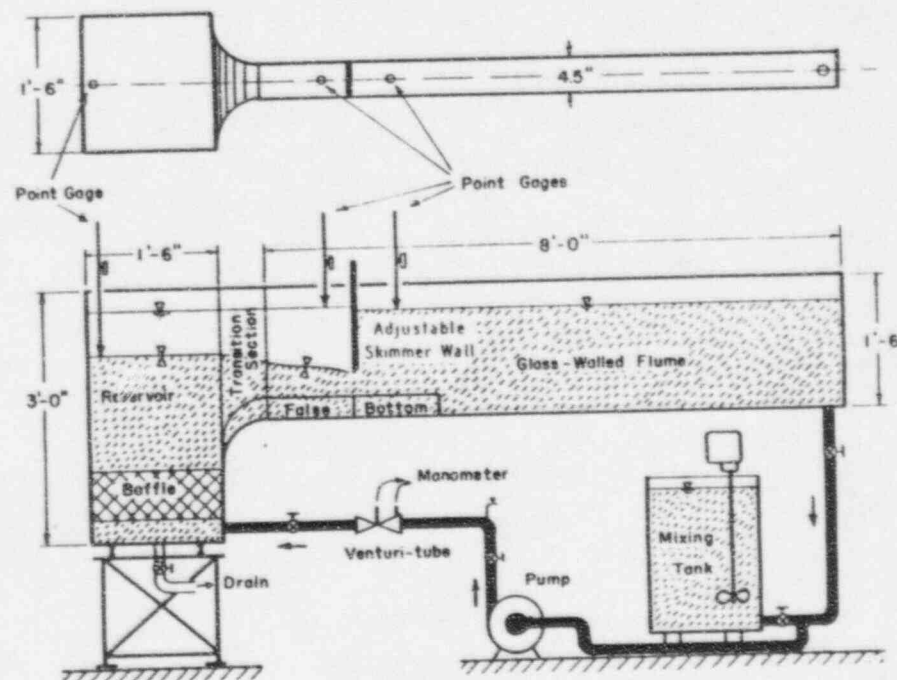 1'-6"
4.5"
Point Gage
Point Gages
1'-6"
8'-0"
Transition
Section
Adjustable
Skimmer Wall
Glass-Walled Flume
1'-6
3'-0"
Reservoir
False
Bottom
Baffle
Manometer
Venturi-tube
Mixing
Tank
Drain
Pump